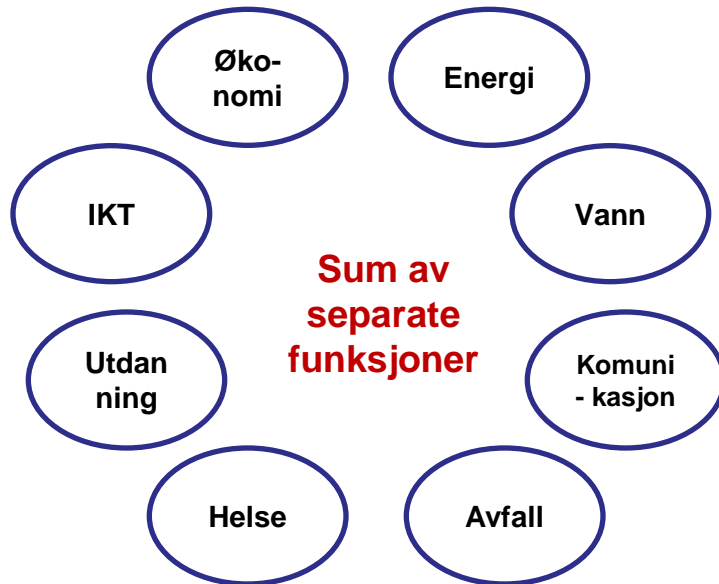 Øko-
nomi
Energi
IKT
Vann
Sum av
separate
funksjoner
Utdan
ning
Komuni
- kasjon
Helse
Avfall